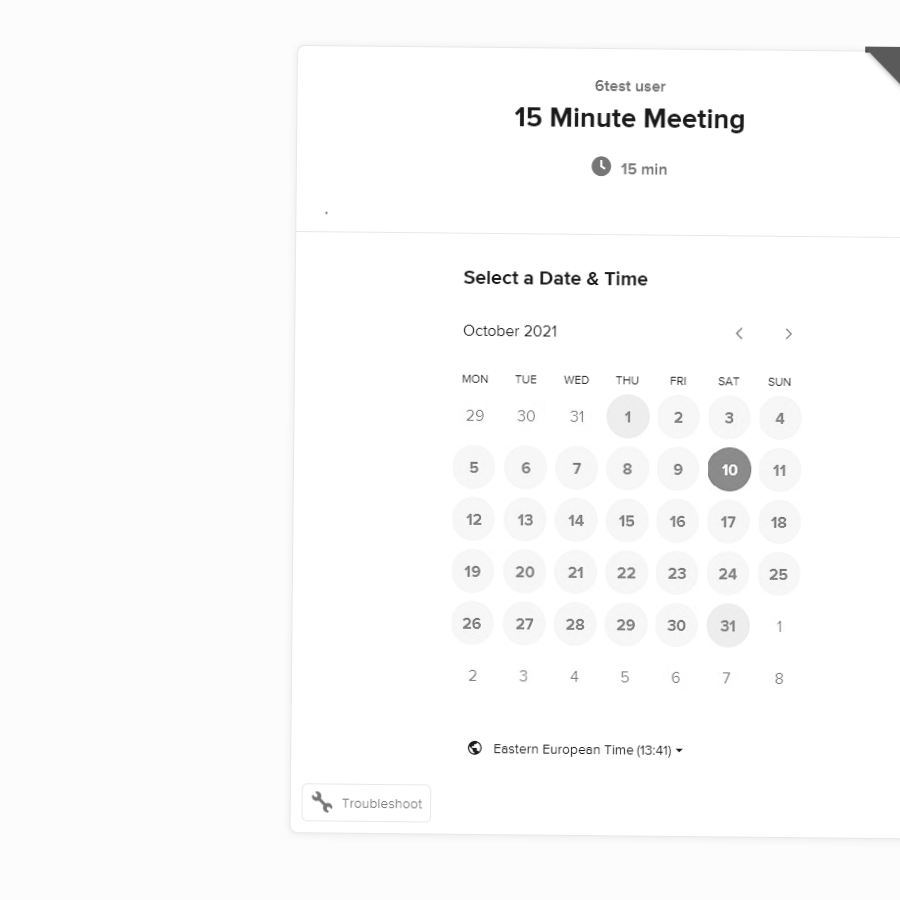 6test user
15 Minute Meeting
15 min
Select a Date & Time
October 2021
MON TUE WED THU FRI SAT SUN
29 30 31 1 2 3 4
5 6 7 8 9 10 11
12 13 14 15 16 17 18
19 20 21 22 23 24 25
26 27 28 29 30 31 1
2 3 4 5 6 7 8
Eastern European Time (13:41)
Troubleshoot